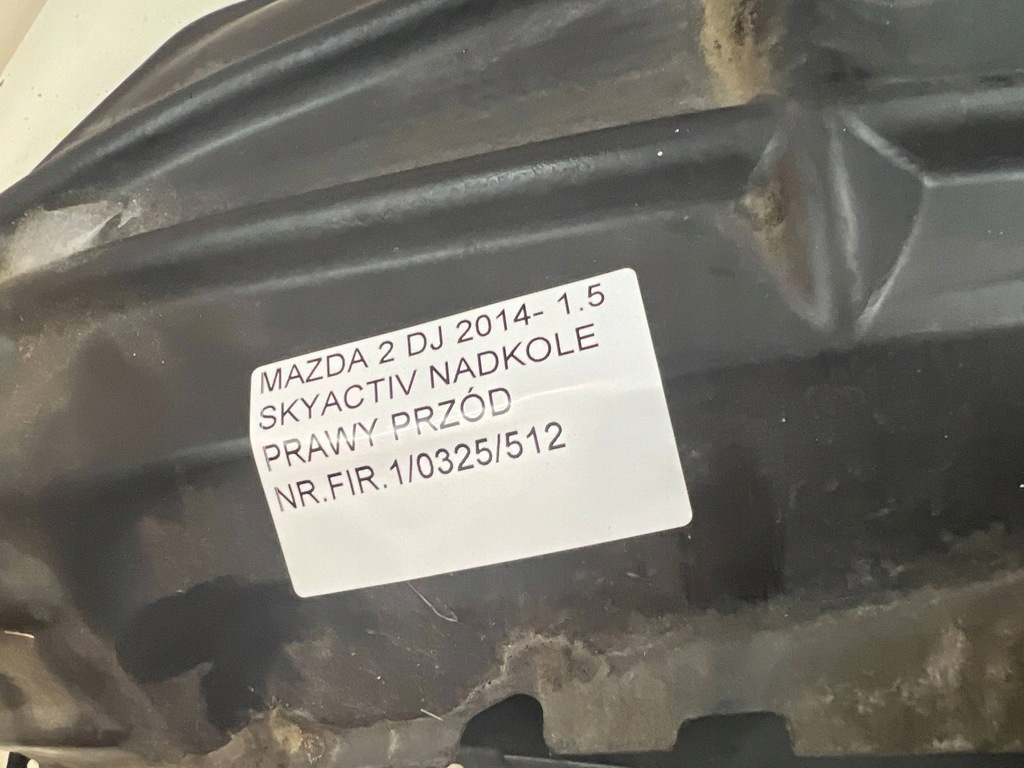 MAZDA 2 DJ 2014- 1.5
SKYACTIV NADKOLE
PRAWY PRZÓD
NR.FIR.1/0325/512